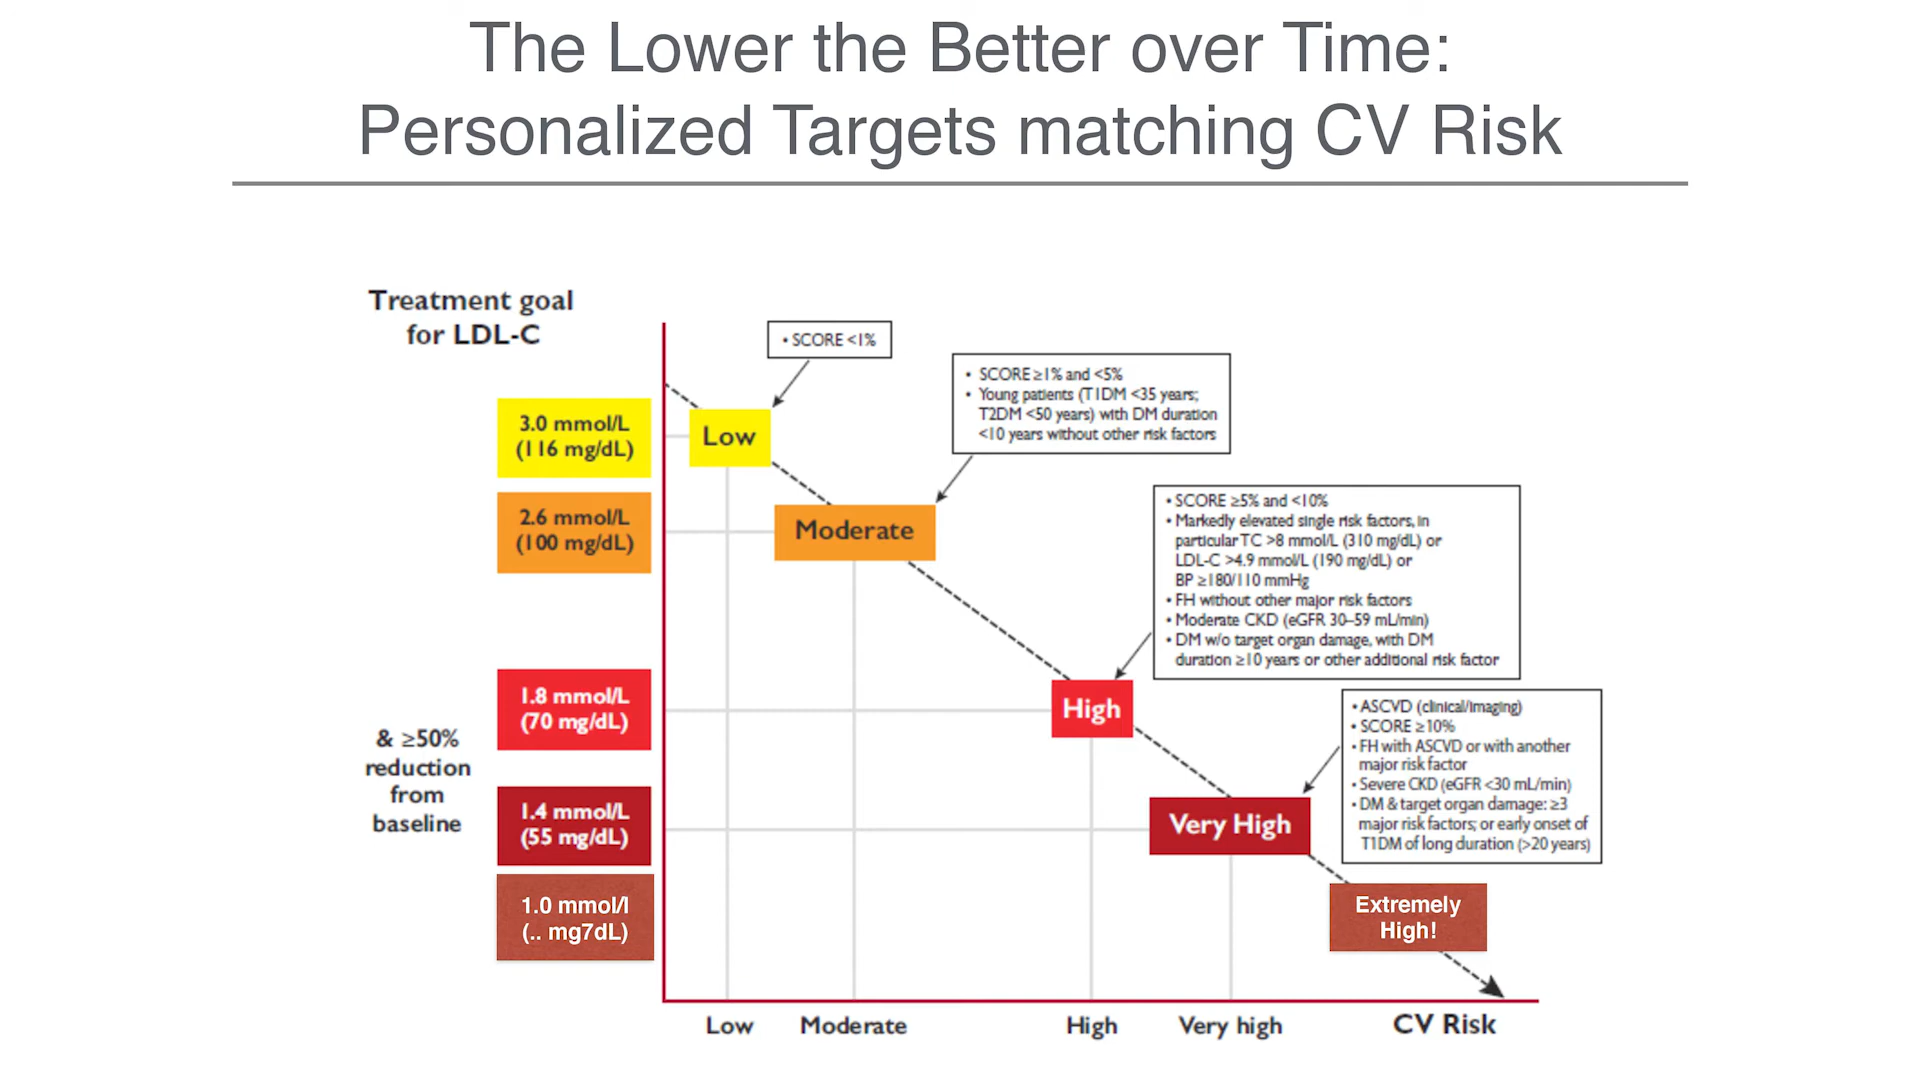 The Lower the Better over Time:
Personalized Targets matching CV Risk
Treatment goal
for LDL-C
3.0 mmol/L
(116 mg/dL)
2.6 mmol/L
(100 mg/dL)
1.8 mmol/L
(70 mg/dL)
& ≥50%
reduction
from
baseline
1.4 mmol/L
(55 mg/dL)
1.0 mmol/l
(.. mg7dL)
• SCORE <1%
Low
• SCORE ≥1% and <5%
• Young patients (T1DM <35 years;
T2DM <50 years) with DM duration
<10 years without other risk factors
Moderate
• SCORE ≥5% and <10%
• Markedly elevated single risk factors, in
particular TC >8 mmol/L (310 mg/dL) or
LDL-C >4.9 mmol/L (190 mg/dL) or
BP ≥180/110 mmHg
• FH without other major risk factors
• Moderate CKD (eGFR 30–59 mL/min)
• DM w/o target organ damage, with DM
duration ≥10 years or other additional risk factor
High
• ASCVD (clinical/imaging)
• SCORE ≥10%
• FH with ASCVD or with another
major risk factor
• Severe CKD (eGFR <30 mL/min)
• DM & target organ damage: ≥3
major risk factors; or early onset of
T1DM of long duration (>20 years)
Very High
Extremely
High!
Low
Moderate
High
Very high
CV Risk